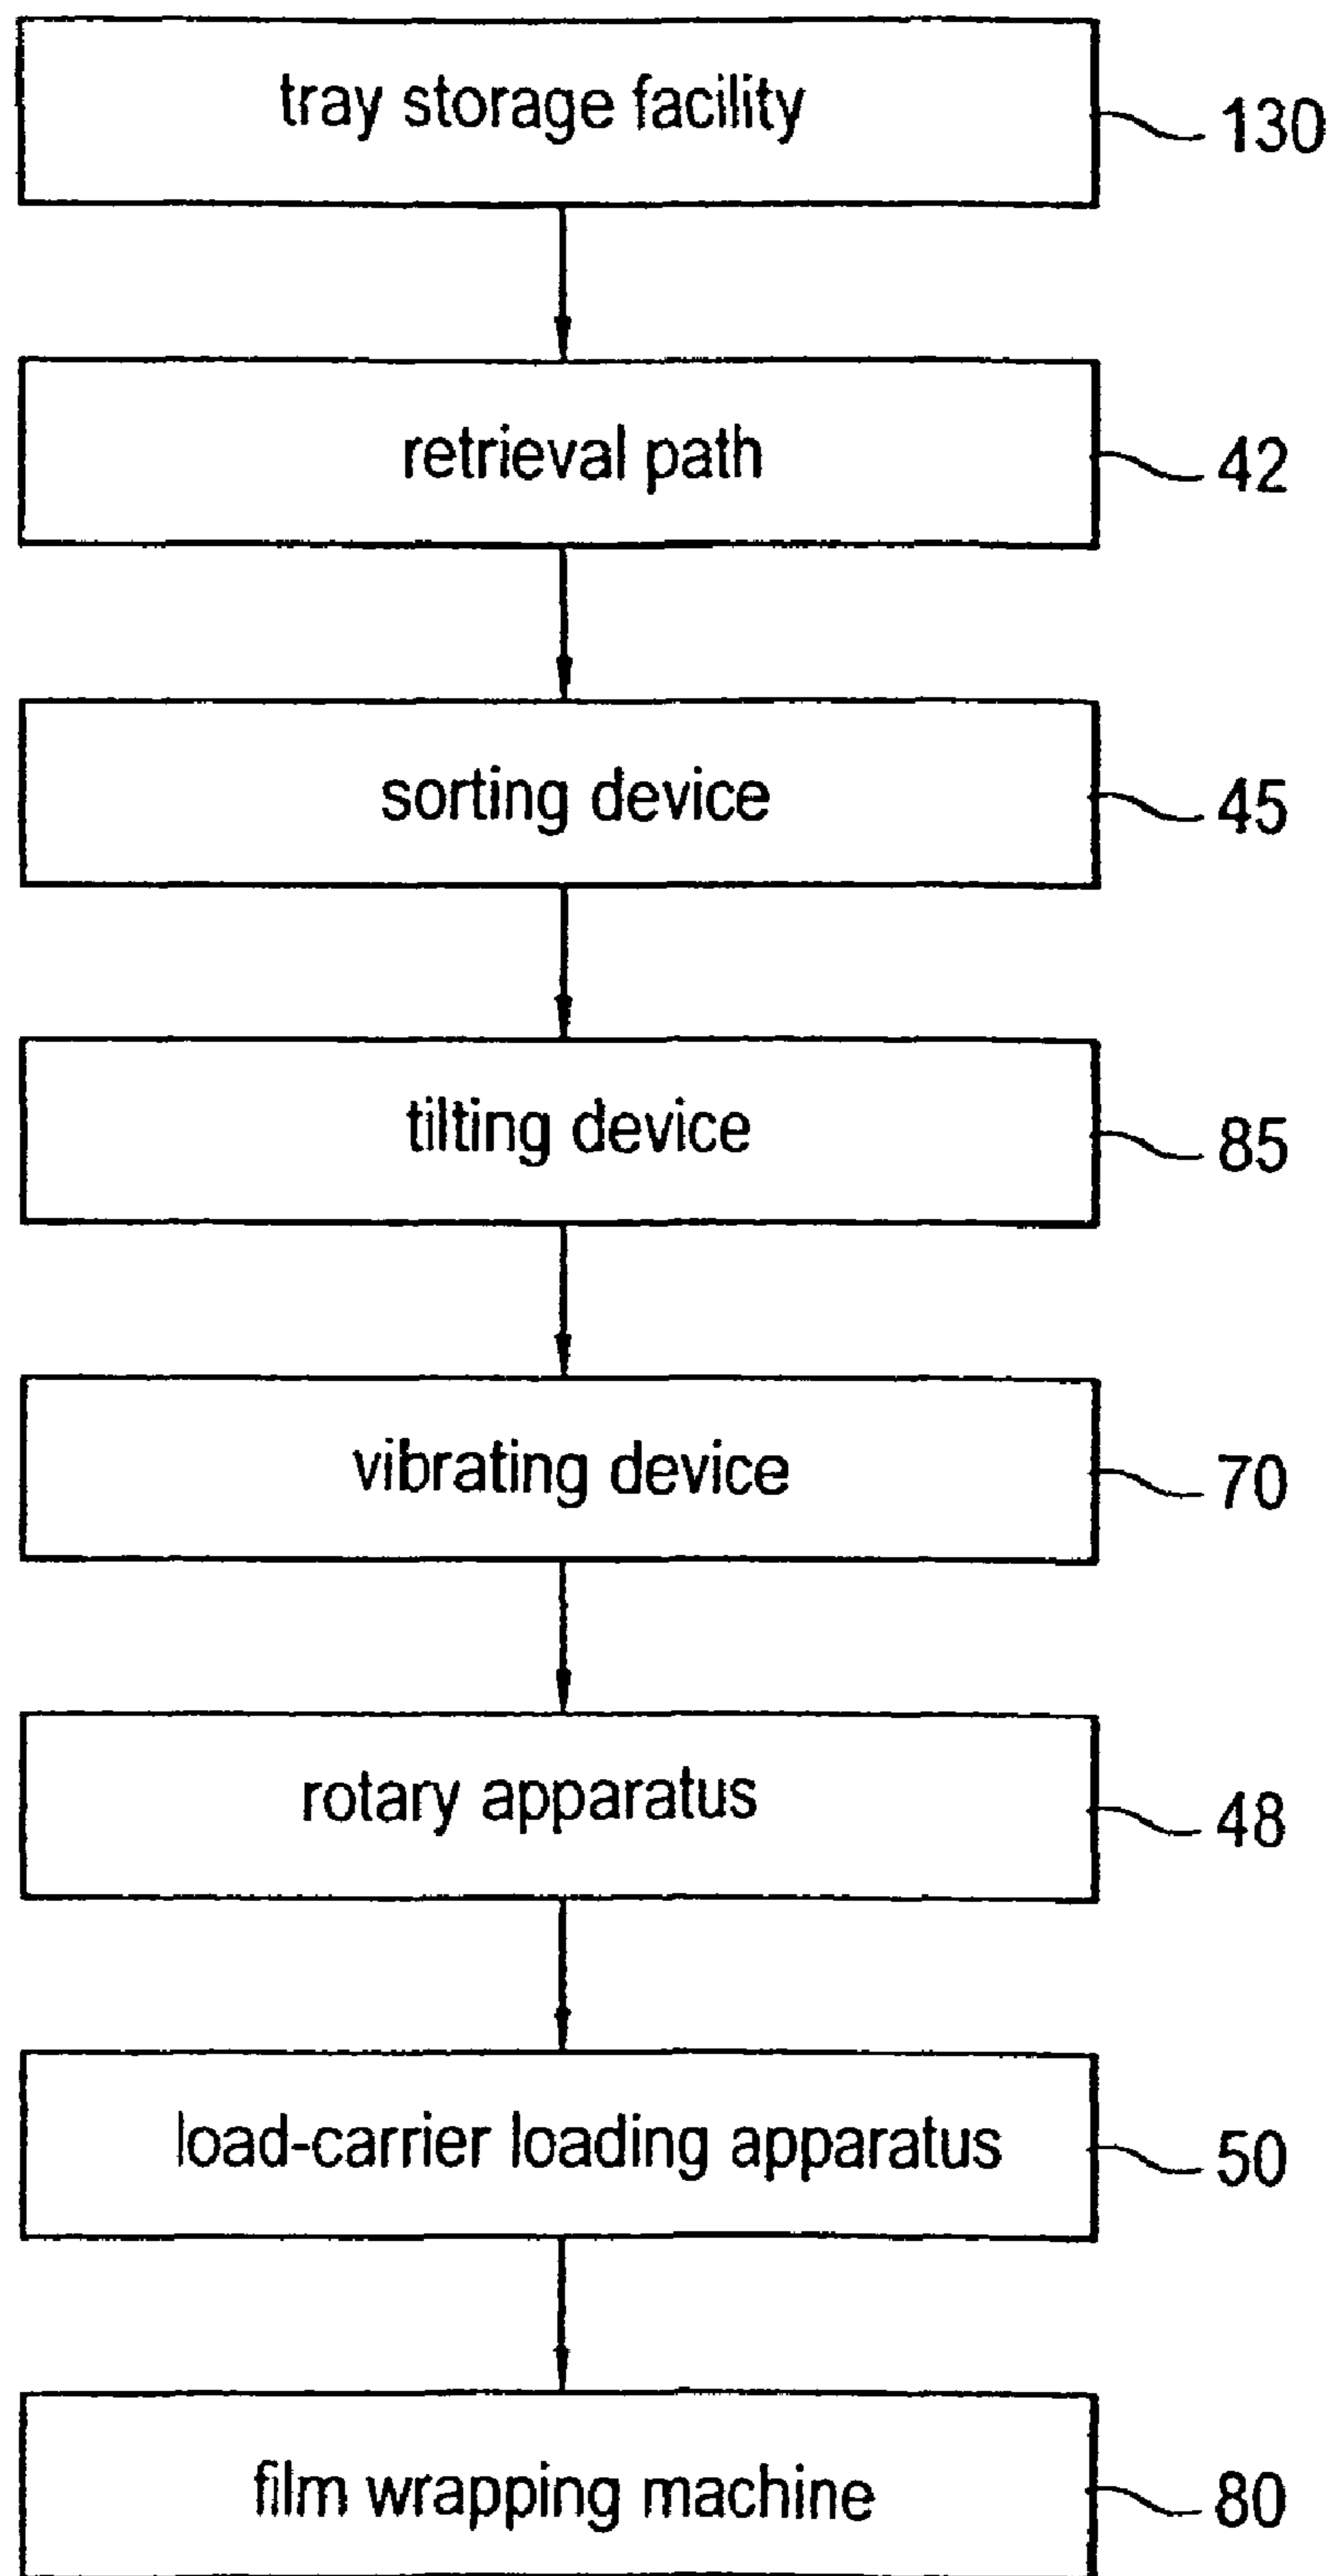 tray storage facility 130
retrieval path 42
sorting device 45
tilting device 85
vibrating device 70
rotary apparatus 48
load-carrier loading apparatus 50
film wrapping machine 80